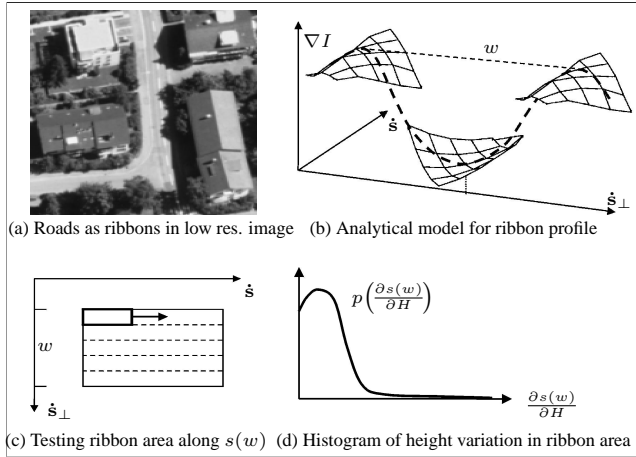 ∇I
w
ṡ
ṡ⊥
(a) Roads as ribbons in low res. image (b) Analytical model for ribbon profile
ṡ
w
ṡ⊥
p(∂s(w)/∂H)
∂s(w)/∂H
(c) Testing ribbon area along s(w) (d) Histogram of height variation in ribbon area